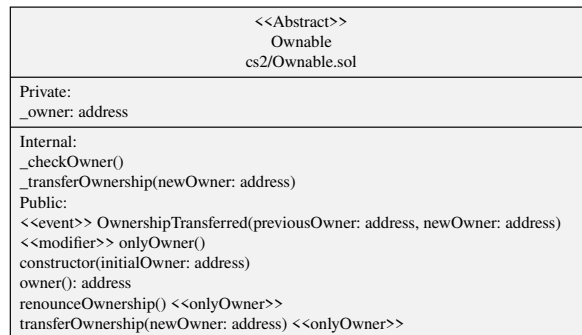 <<Abstract>>
Ownable
cs2/Ownable.sol
Private:
_owner: address
Internal:
_checkOwner()
_transferOwnership(newOwner: address)
Public:
<<event>> OwnershipTransferred(previousOwner: address, newOwner: address)
<<modifier>> onlyOwner()
constructor(initialOwner: address)
owner(): address
renounceOwnership() <<onlyOwner>>
transferOwnership(newOwner: address) <<onlyOwner>>